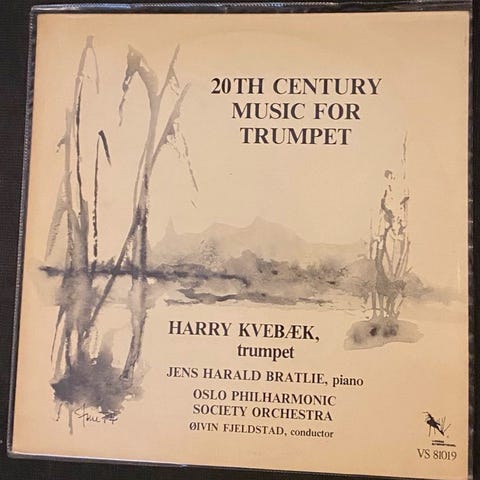 20TH CENTURY
MUSIC FOR
TRUMPET
HARRY KVEBÆK,
trumpet
JENS HARALD BRATLIE, piano
OSLO PHILHARMONIC
SOCIETY ORCHESTRA
ØIVIN FJELDSTAD, conductor
VS 81019